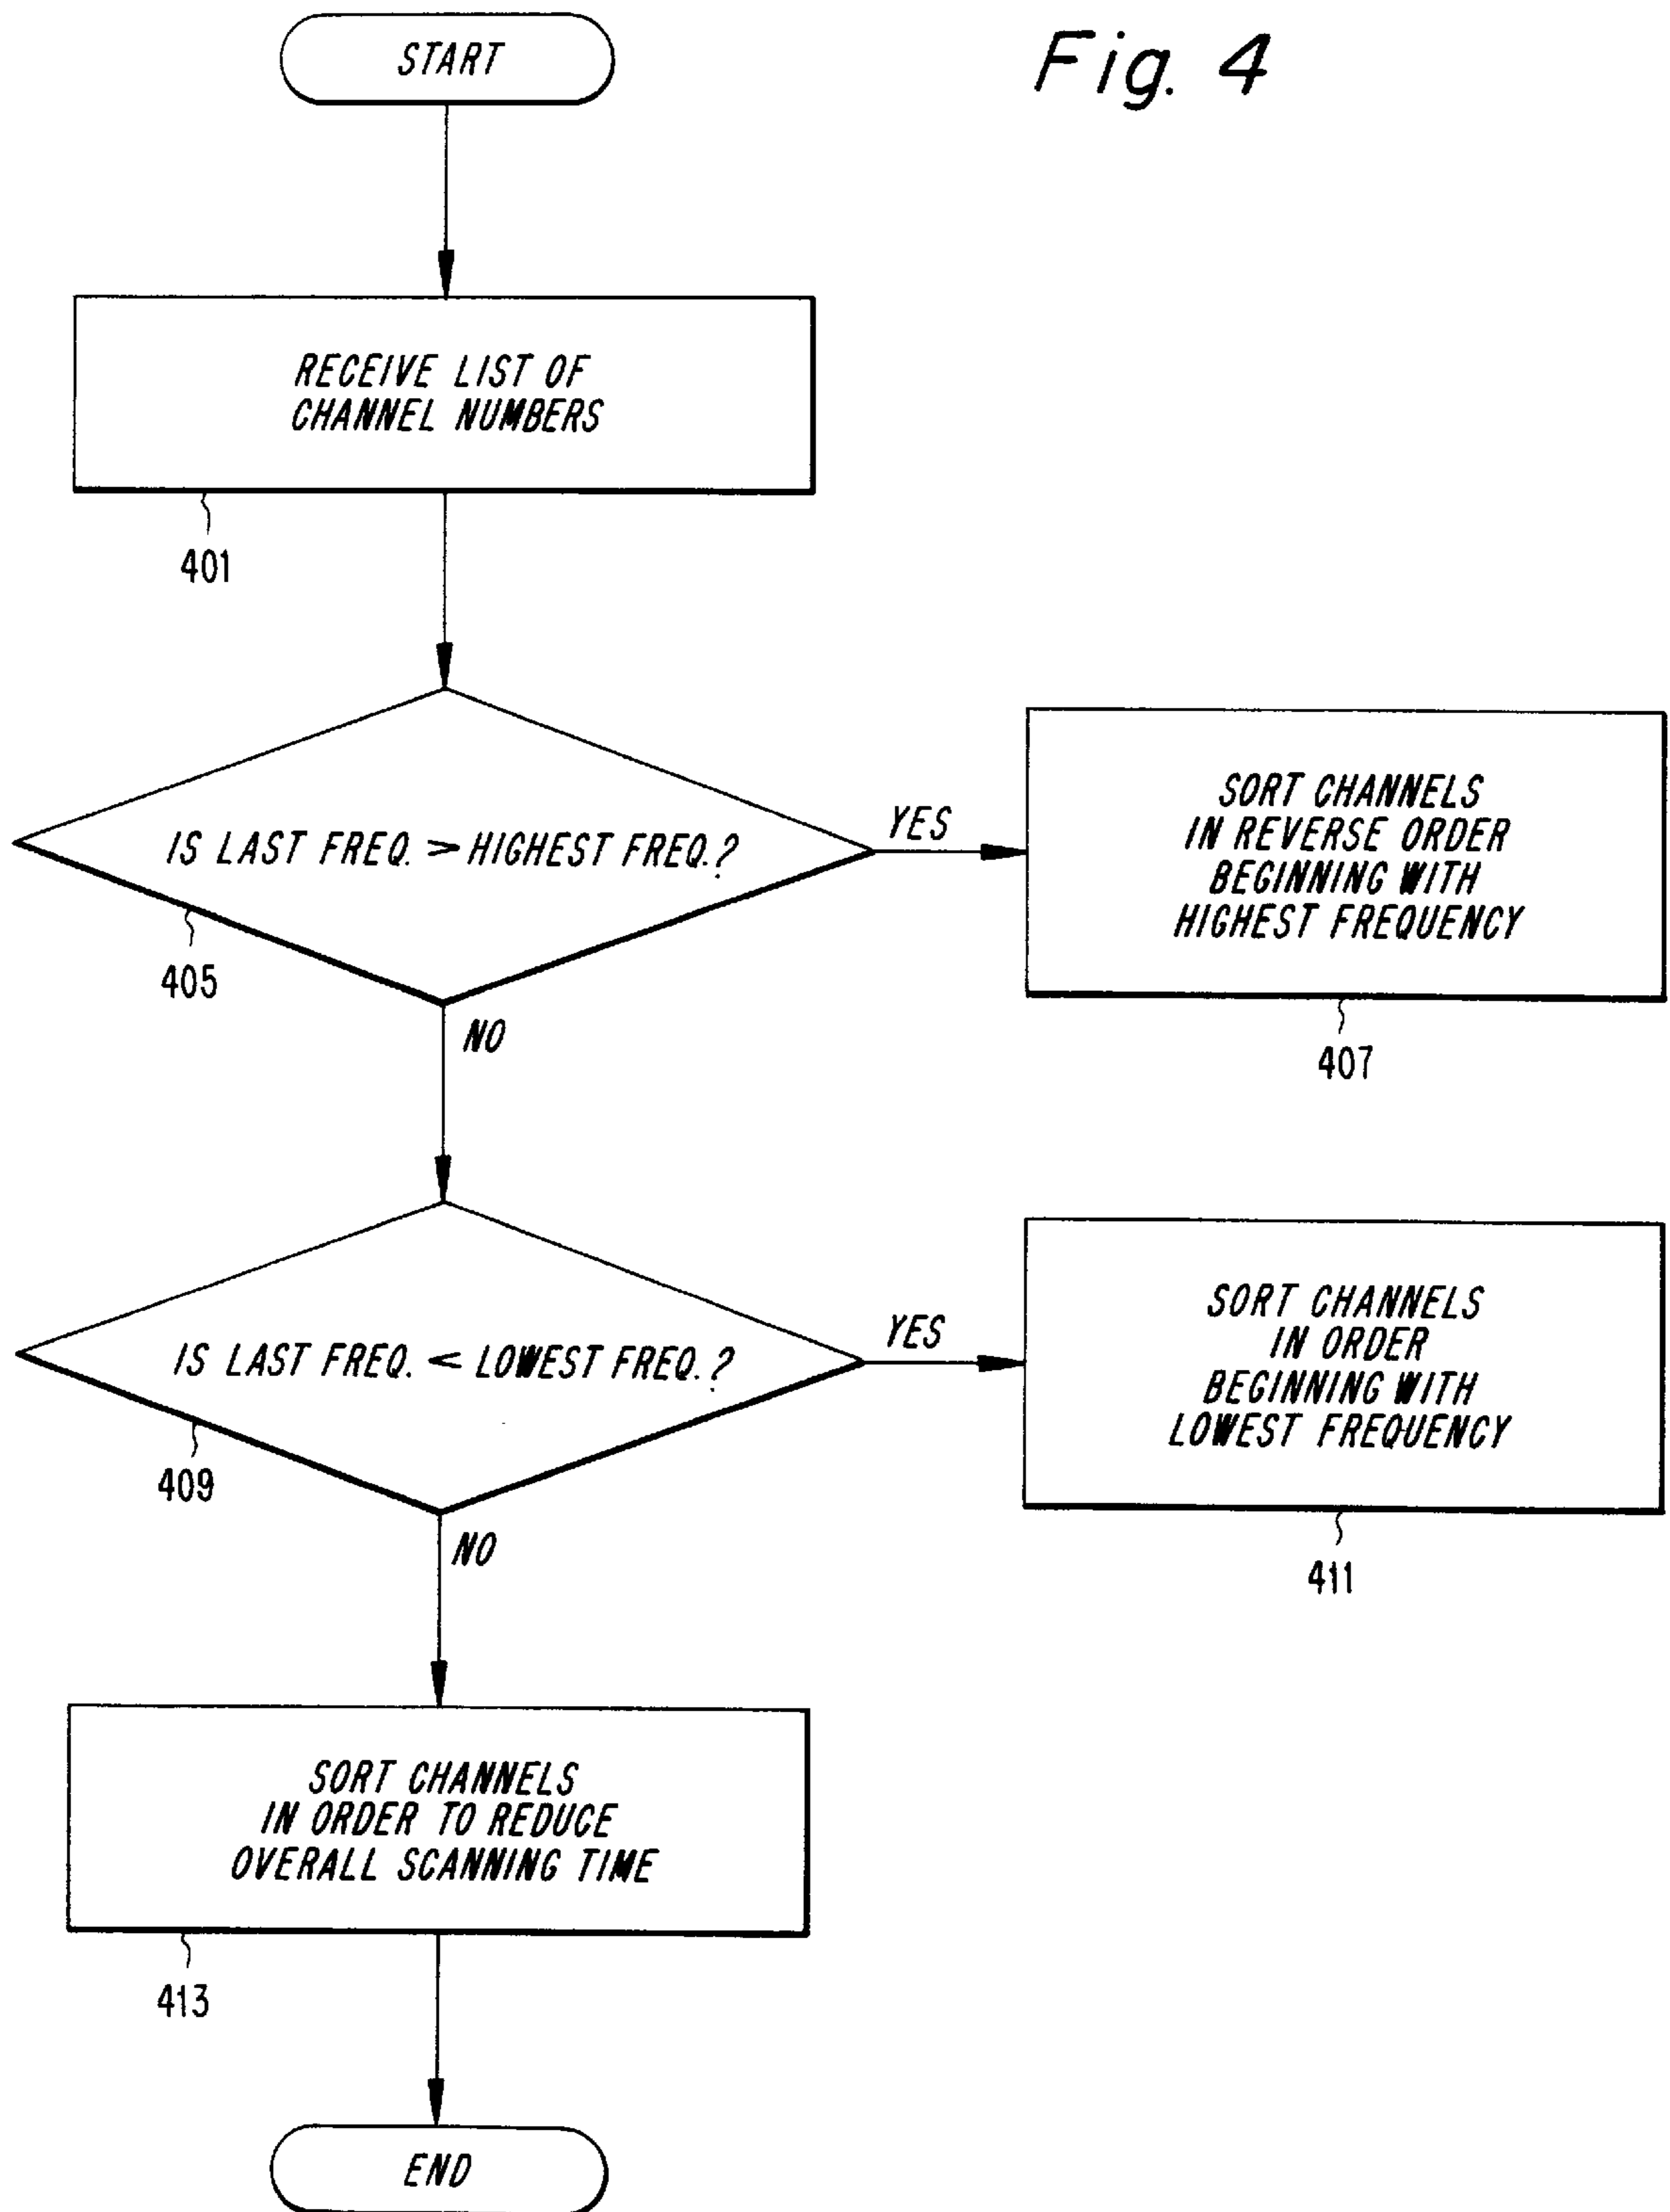 Fig. 4
START
RECEIVE LIST OF
CHANNEL NUMBERS
401
IS LAST FREQ. > HIGHEST FREQ.?
YES
405
NO
SORT CHANNELS
IN REVERSE ORDER
BEGINNING WITH
HIGHEST FREQUENCY
407
IS LAST FREQ. < LOWEST FREQ.?
YES
409
NO
SORT CHANNELS
IN ORDER
BEGINNING WITH
LOWEST FREQUENCY
411
SORT CHANNELS
IN ORDER TO REDUCE
OVERALL SCANNING TIME
413
END